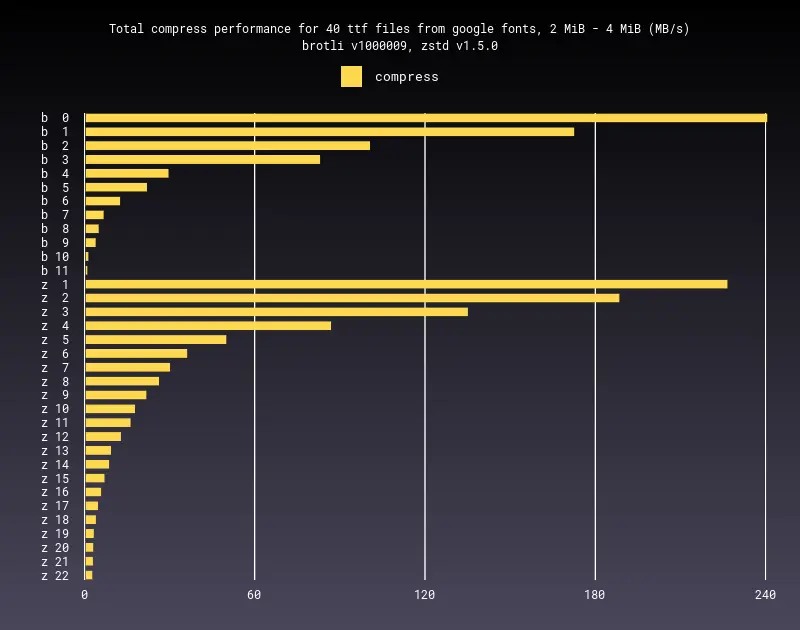 Total compress performance for 40 ttf files from google fonts, 2 MiB - 4 MiB (MB/s)
brotli v1000009, zstd v1.5.0
compress
b 0
b 1
b 2
b 3
b 4
b 5
b 6
b 7
b 8
b 9
b 10
b 11
z 1
z 2
z 3
z 4
z 5
z 6
z 7
z 8
z 9
z 10
z 11
z 12
z 13
z 14
z 15
z 16
z 17
z 18
z 19
z 20
z 21
z 22
0 60 120 180 240